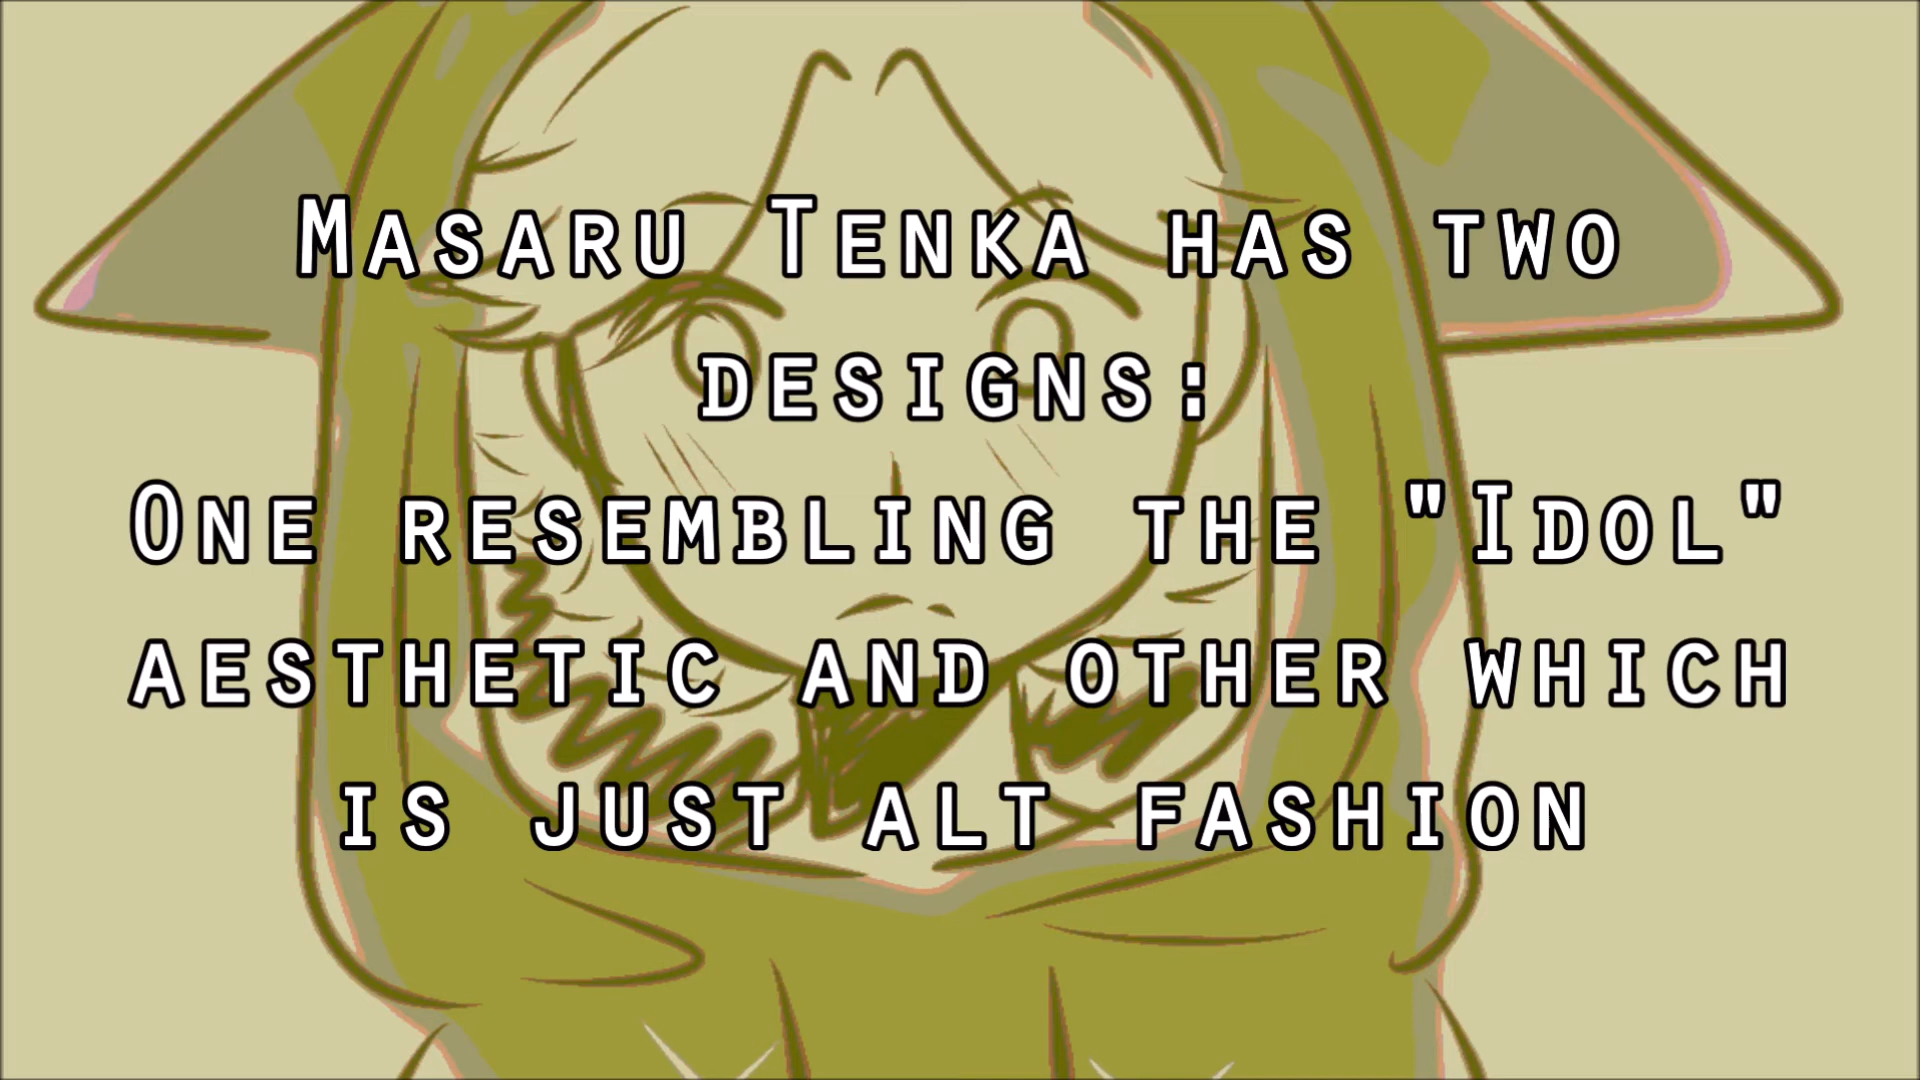 Masaru Tenka has two
designs:
One resembling the "Idol"
aesthetic and other which
is just alt fashion